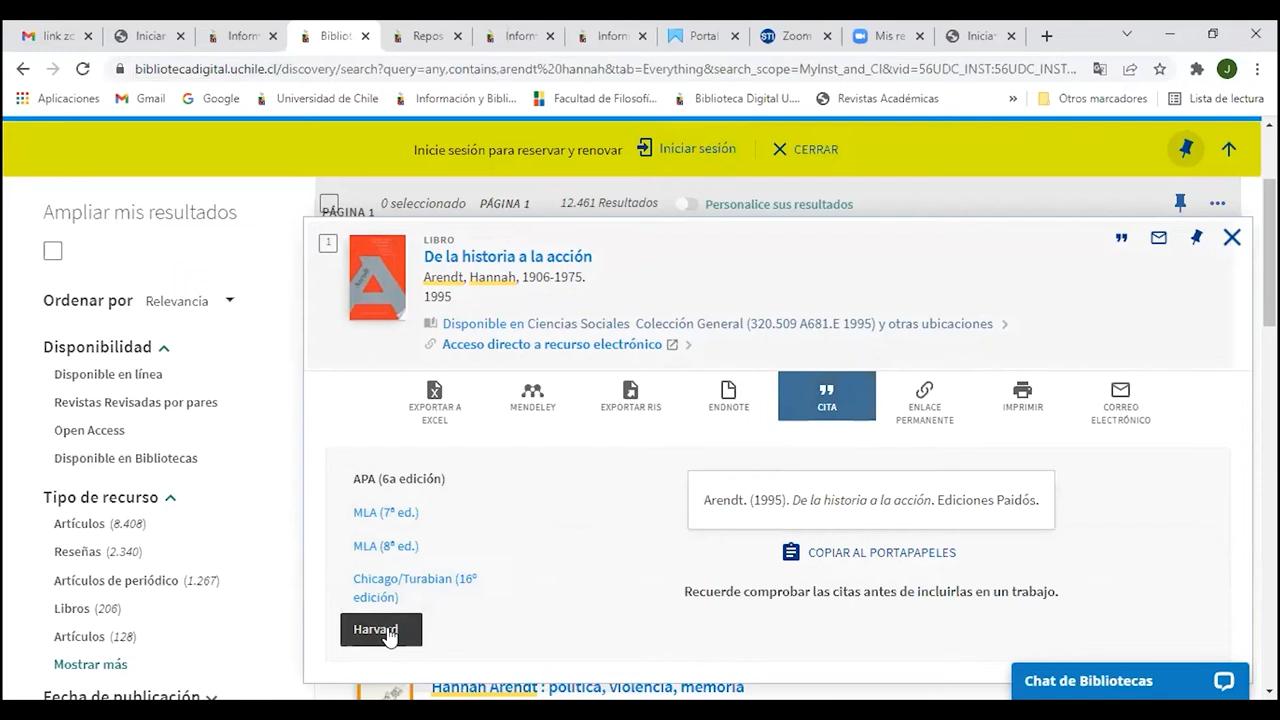 link zc
Iniciar
Inform
Bibliot
Repos
Inform
Inform
Portal
STI
Zoom
Mis re
Inicia
bibliotecadigital.uchile.cl/discovery/search?query=any,contains,arendt%20hannah&tab=Everything&search_scope=MyInst_and_CI&vid=56UDC_INST:56UDC_INST...
J
Aplicaciones
Gmail
Google
Universidad de Chile
Información y Bibli...
Facultad de Filosofí...
Biblioteca Digital U....
Revistas Académicas
»
Otros marcadores
Lista de lectura
Inicie sesión para reservar y renovar
Iniciar sesión
CERRAR
Ampliar mis resultados
Ordenar por Relevancia
Disponibilidad
Disponible en línea
Revistas Revisadas por pares
Open Access
Disponible en Bibliotecas
Tipo de recurso
Artículos (8.408)
Reseñas (2.340)
Artículos de periódico (1.267)
Libros (206)
Artículos (128)
Mostrar más
Fecha de publicación
PÁGINA 1
0 seleccionado PÁGINA 1 12.461 Resultados
Personalice sus resultados
1
LIBRO
De la historia a la acción
Arendt, Hannah, 1906-1975.
1995
Disponible en Ciencias Sociales Colección General (320.509 A681.E 1995) y otras ubicaciones
Acceso directo a recurso electrónico
EXPORTAR A
EXCEL
MENDELEY
EXPORTAR RIS
ENDNOTE
CITA
ENLACE
PERMANENTE
IMPRIMIR
CORREO
ELECTRÓNICO
APA (6a edición)
MLA (7ª ed.)
MLA (8ª ed.)
Chicago/Turabian (16º
edición)
Harvard
Arendt. (1995). De la historia a la acción. Ediciones Paidós.
COPIAR AL PORTAPAPELES
Recuerde comprobar las citas antes de incluirlas en un trabajo.
Hannah Arendt : política, violencia, memoria
Chat de Bibliotecas